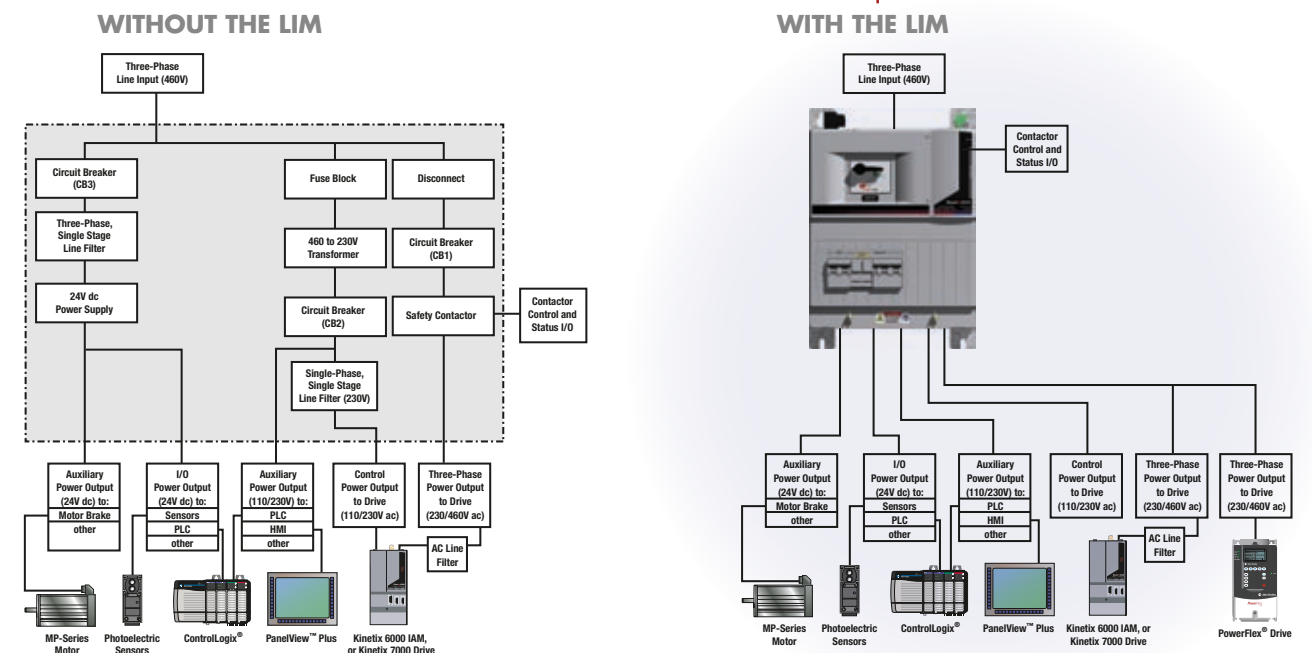 WITHOUT THE LIM
Three-Phase
Line Input (460V)
Circuit Breaker
(CB3)
Fuse Block
Disconnect
Three-Phase,
Single Stage
Line Filter
460 to 230V
Transformer
Circuit Breaker
(CB1)
24V dc
Power Supply
Circuit Breaker
(CB2)
Safety Contactor
Contactor
Control and
Status I/O
Single-Phase,
Single Stage
Line Filter (230V)
Auxiliary
Power Output
(24V dc) to:
Motor Brake
other
I/O
Power Output
(24V dc) to:
Sensors
PLC
other
Auxiliary
Power Output
(110/230V) to:
PLC
HMI
other
Control
Power Output
to Drive
(110/230V ac)
Three-Phase
Power Output
to Drive
(230/460V ac)
AC Line
Filter
MP-Series
Motor
Photoelectric
Sensors
ControlLogix®
PanelView™ Plus
Kinetix 6000 IAM,
or Kinetix 7000 Drive
WITH THE LIM
Three-Phase
Line Input (460V)
Contactor
Control and
Status I/O
Auxiliary
Power Output
(24V dc) to:
Motor Brake
other
I/O
Power Output
(24V dc) to:
Sensors
PLC
other
Auxiliary
Power Output
(110/230V) to:
PLC
HMI
other
Control
Power Output
to Drive
(110/230V ac)
Three-Phase
Power Output
to Drive
(230/460V ac)
Three-Phase
Power Output
to Drive
(230/460V ac)
AC Line
Filter
MP-Series
Motor
Photoelectric
Sensors
ControlLogix®
PanelView™ Plus
Kinetix 6000 IAM, or
Kinetix 7000 Drive
PowerFlex® Drive